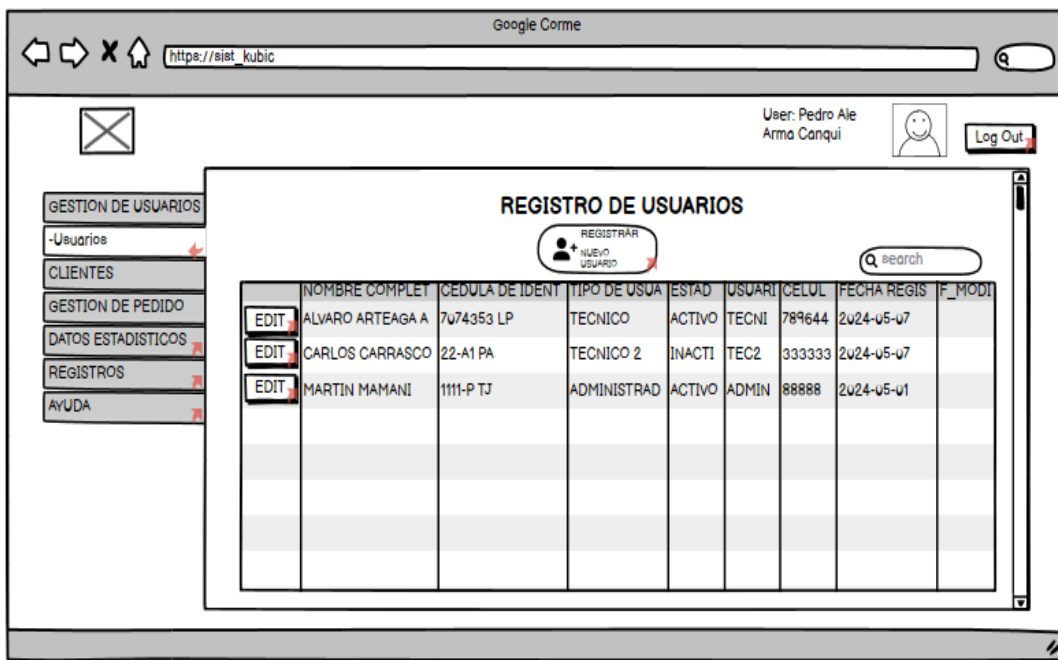 Google Corme
https://sist_kubic
User: Pedro Ale
Arma Canqui
Log Out
GESTION DE USUARIOS
-Usuarios
CLIENTES
GESTION DE PEDIDO
DATOS ESTADISTICOS
REGISTROS
AYUDA
REGISTRO DE USUARIOS
REGISTRAR
NUEVO
USUARIO
search
NOMBRE COMPLET CEDULA DE IDENT TIPO DE USUA ESTAD USUARI CELUL FECHA REGIS F_MODI
EDIT ALVARO ARTEAGA A 7074353 LP TECNICO ACTIVO TECNI 789644 2024-05-07
EDIT CARLOS CARRASCO 22-A1 PA TECNICO 2 INACTI TEC2 333333 2024-05-07
EDIT MARTIN MAMANI 1111-P TJ ADMINISTRAD ACTIVO ADMIN 88888 2024-05-01